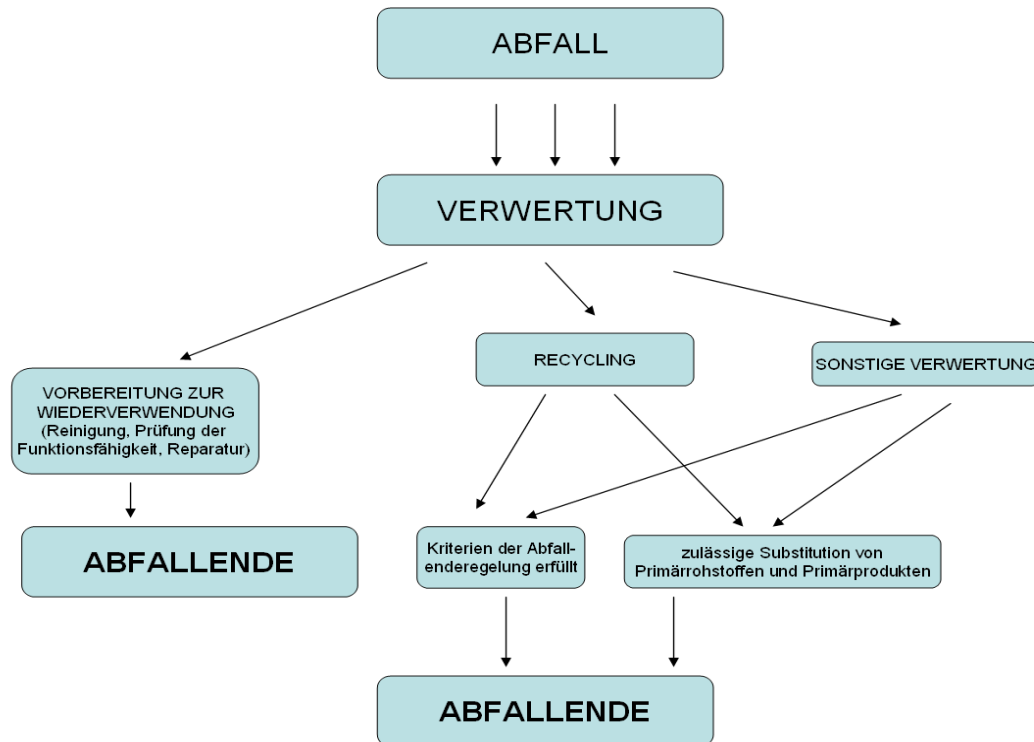 ABFALL
VERWERTUNG
RECYCLING
SONSTIGE VERWERTUNG
VORBEREITUNG ZUR
WIEDERVERWENDUNG
(Reinigung, Prüfung der
Funktionsfähigkeit, Reparatur)
ABFALLENDE
Kriterien der Abfall-
enderegelung erfüllt
zulässige Substitution von
Primärrohstoffen und Primärprodukten
ABFALLENDE